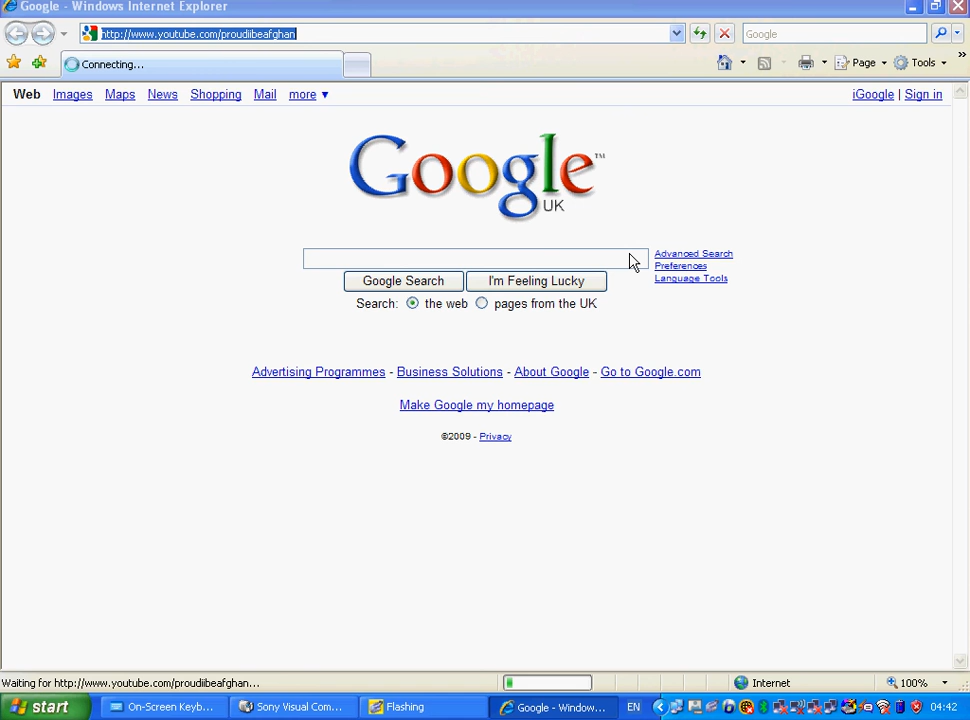 Google - Windows Internet Explorer
http://www.youtube.com/proudiibeafghan
Google
Connecting...
Page
Tools
Web Images Maps News Shopping Mail more ▼
iGoogle | Sign in
Google™
UK
Advanced Search
Preferences
Language Tools
Google Search I'm Feeling Lucky
Search: the web pages from the UK
Advertising Programmes - Business Solutions - About Google - Go to Google.com
Make Google my homepage
©2009 - Privacy
Waiting for http://www.youtube.com/proudiibeafghan...
Internet
100%
start
On-Screen Keyb...
Sony Visual Com...
Flashing
Google - Window...
EN
04:42